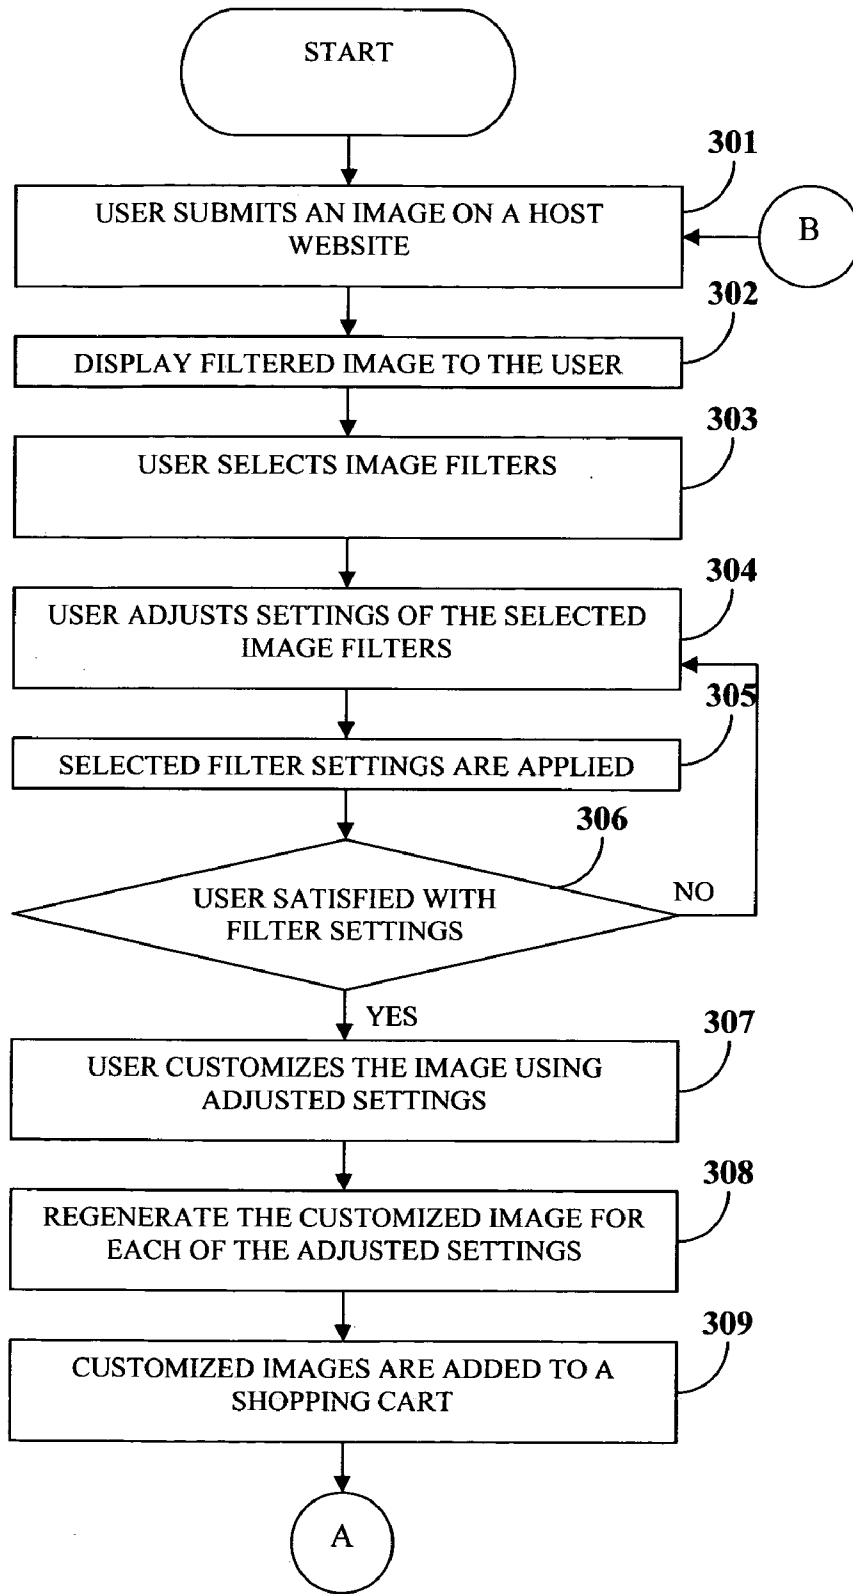 START
301
USER SUBMITS AN IMAGE ON A HOST
WEBSITE
B
302
DISPLAY FILTERED IMAGE TO THE USER
303
USER SELECTS IMAGE FILTERS
304
USER ADJUSTS SETTINGS OF THE SELECTED
IMAGE FILTERS
305
SELECTED FILTER SETTINGS ARE APPLIED
306
USER SATISFIED WITH
FILTER SETTINGS
NO
YES
307
USER CUSTOMIZES THE IMAGE USING
ADJUSTED SETTINGS
308
REGENERATE THE CUSTOMIZED IMAGE FOR
EACH OF THE ADJUSTED SETTINGS
309
CUSTOMIZED IMAGES ARE ADDED TO A
SHOPPING CART
A